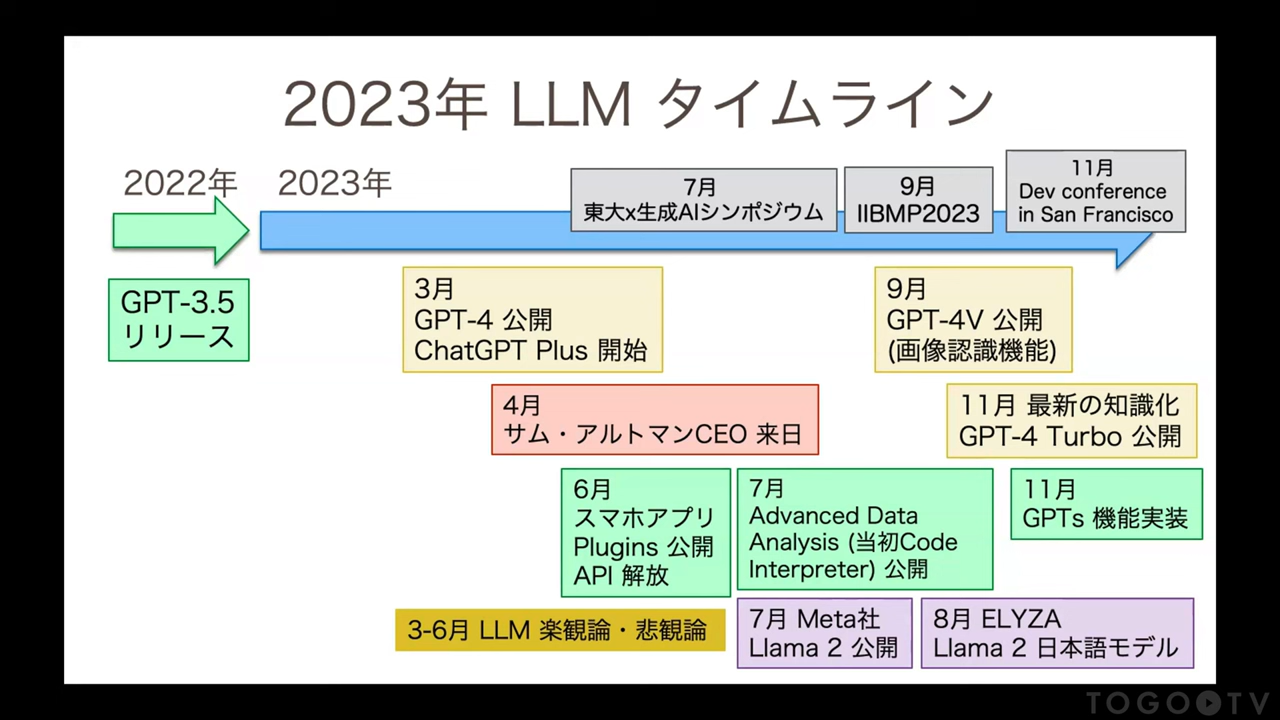 2023年 LLM タイムライン
2022年
2023年
7月
東大x生成AIシンポジウム
9月
IIBMP2023
11月
Dev conference
in San Francisco
GPT-3.5
リリース
3月
GPT-4 公開
ChatGPT Plus 開始
9月
GPT-4V 公開
(画像認識機能)
4月
サム・アルトマンCEO 来日
11月 最新の知識化
GPT-4 Turbo 公開
6月
スマホアプリ
Plugins 公開
API 解放
7月
Advanced Data
Analysis (当初Code
Interpreter) 公開
11月
GPTs 機能実装
3-6月 LLM 楽観論・悲観論
7月 Meta社
Llama 2 公開
8月 ELYZA
Llama 2 日本語モデル
TOGO TV